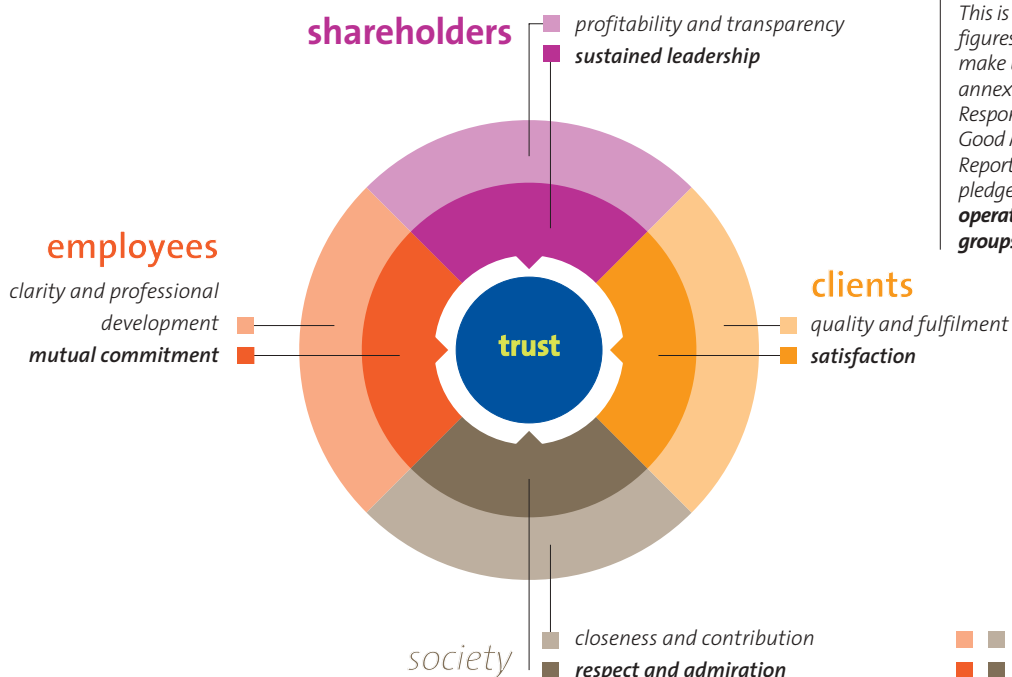 shareholders
profitability and transparency
sustained leadership
This is
figures
make
annex
Respon
Good
Report
pledge
operat
groups
employees
clarity and professional
development
mutual commitment
trust
clients
quality and fulfilment
satisfaction
society
closeness and contribution
respect and admiration